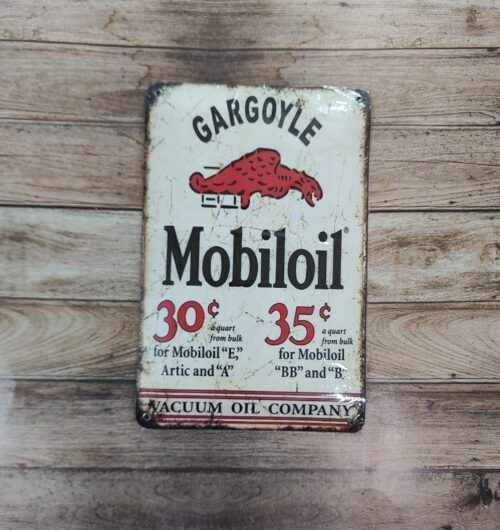 GARGOYLE
Mobiloil
30¢ a quart from bulk
for Mobiloil "E,"
Artic and "A"
35¢ a quart from bulk
for Mobiloil
"BB" and "B
VACUUM OIL COMPANY